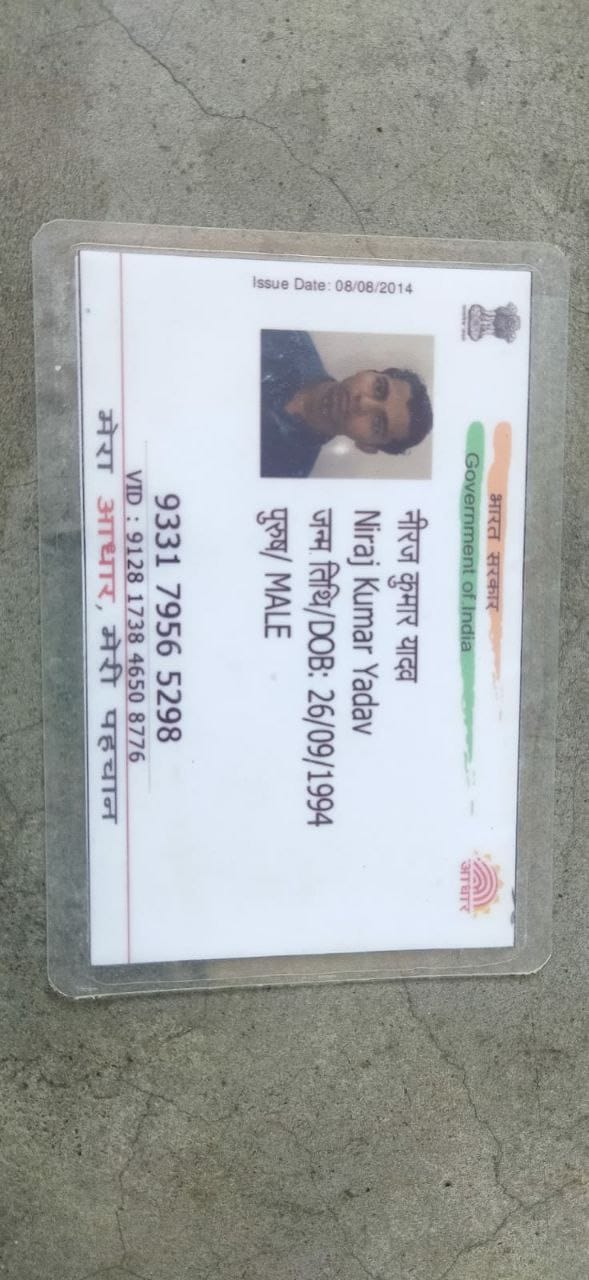 भारत सरकार
Government of India
आधार
Issue Date: 08/08/2014
नीरज कुमार यादव
Niraj Kumar Yadav
जन्म तिथि/DOB: 26/09/1994
पुरुष/ MALE
9331 7956 5298
VID : 9128 1738 4650 8776
मेरा आधार, मेरी पहचान